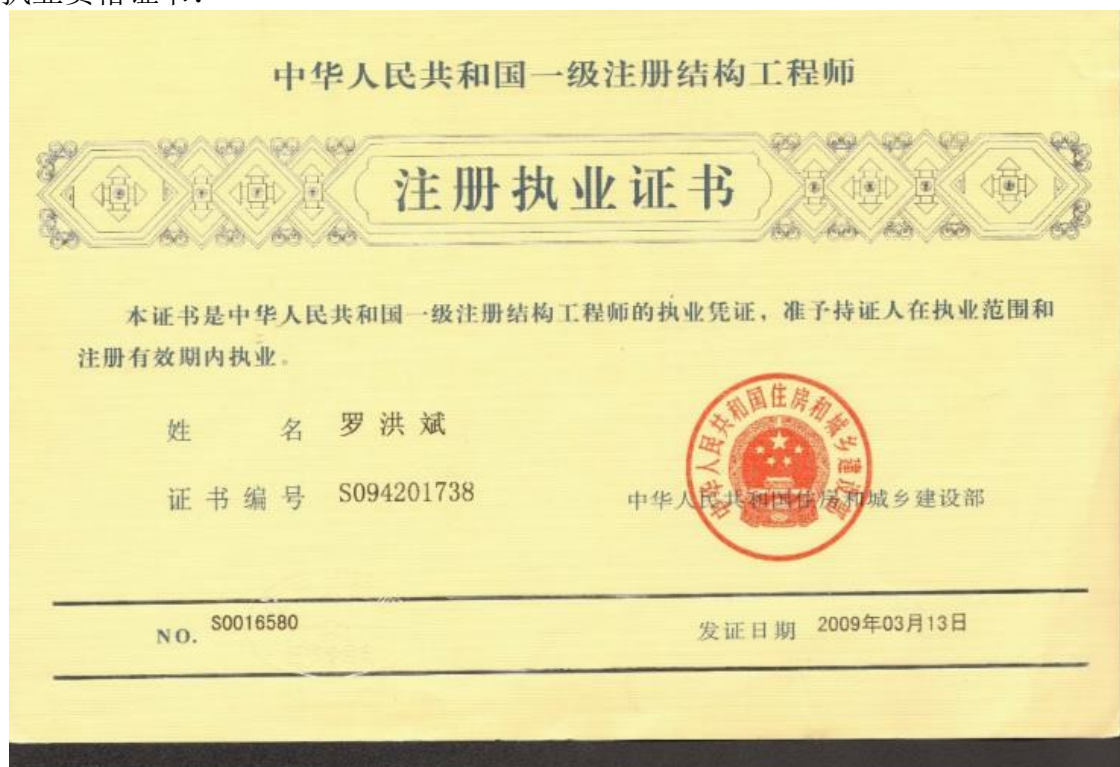 执业资格证书:
中华人民共和国一级注册结构工程师
注册执业证书
本证书是中华人民共和国一级注册结构工程师的执业凭证，准予持证人在执业范围和
注册有效期内执业。
姓 名 罗洪斌
证书编号 S094201738
中华人民共和国住房和城乡建设部
中华人民共和国住房和城乡建设部
NO. S0016580
发证日期 2009年03月13日